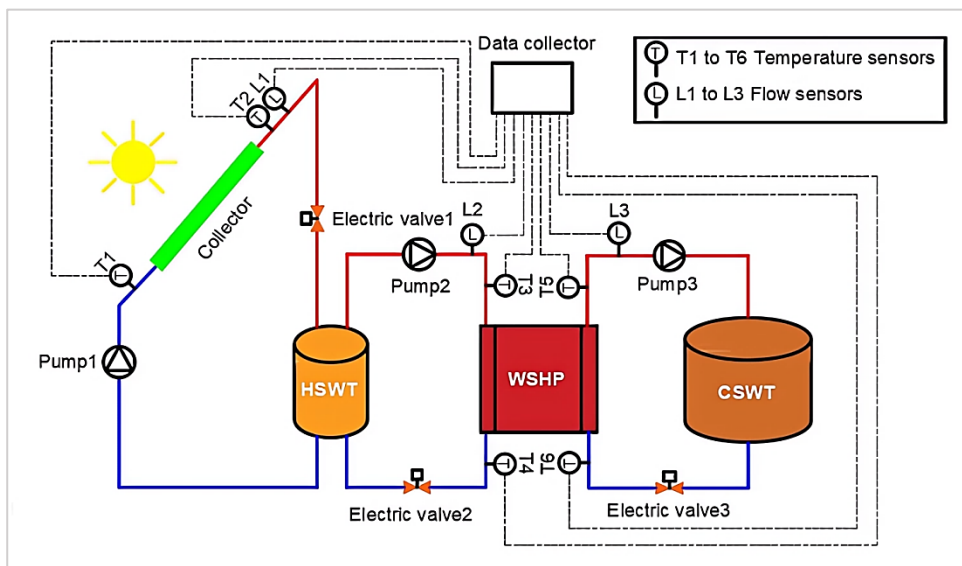 Data collector
T1 to T6 Temperature sensors
L1 to L3 Flow sensors
T
L
T2 L1
T
L
Collector
T1
T
Electric valve1
L2
L
L3
L
Pump2
Pump3
T3
T
T6
T
Pump1
HSWT
WSHP
CSWT
T4
T
T6
T
Electric valve2
Electric valve3